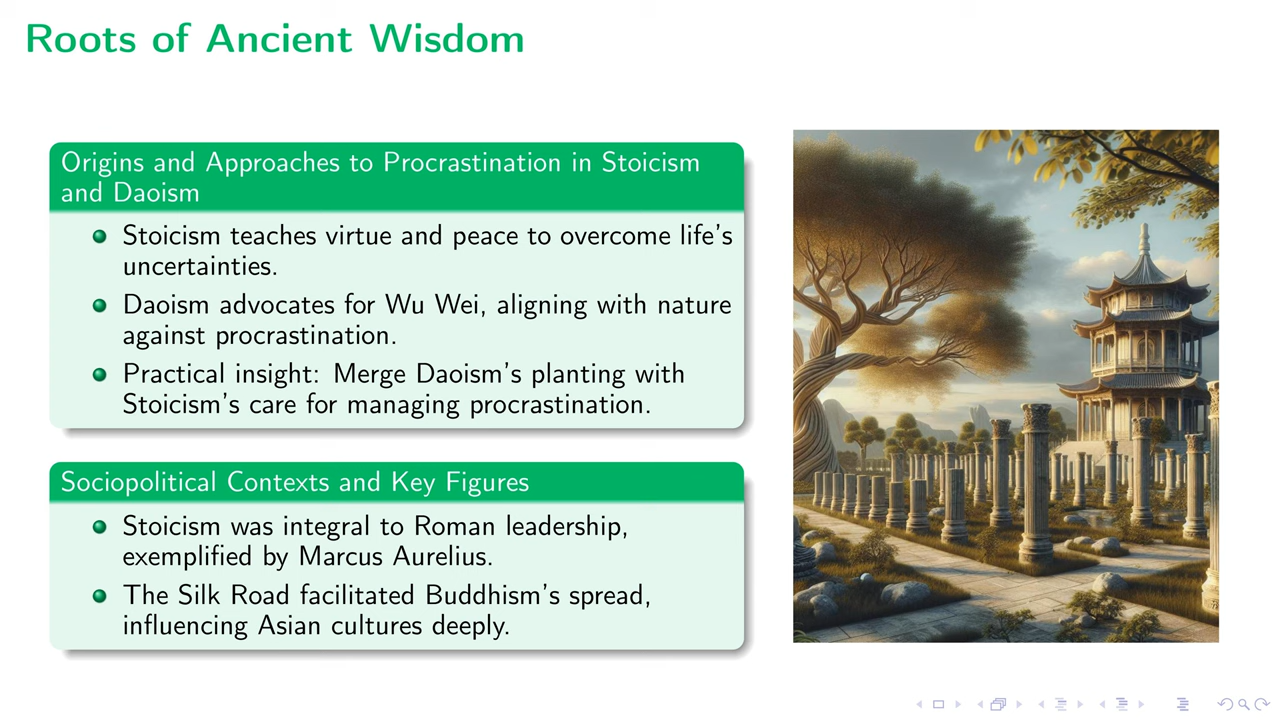 Roots of Ancient Wisdom
Origins and Approaches to Procrastination in Stoicism
and Daoism
Stoicism teaches virtue and peace to overcome life's
uncertainties.
Daoism advocates for Wu Wei, aligning with nature
against procrastination.
Practical insight: Merge Daoism's planting with
Stoicism's care for managing procrastination.
Sociopolitical Contexts and Key Figures
Stoicism was integral to Roman leadership,
exemplified by Marcus Aurelius.
The Silk Road facilitated Buddhism's spread,
influencing Asian cultures deeply.